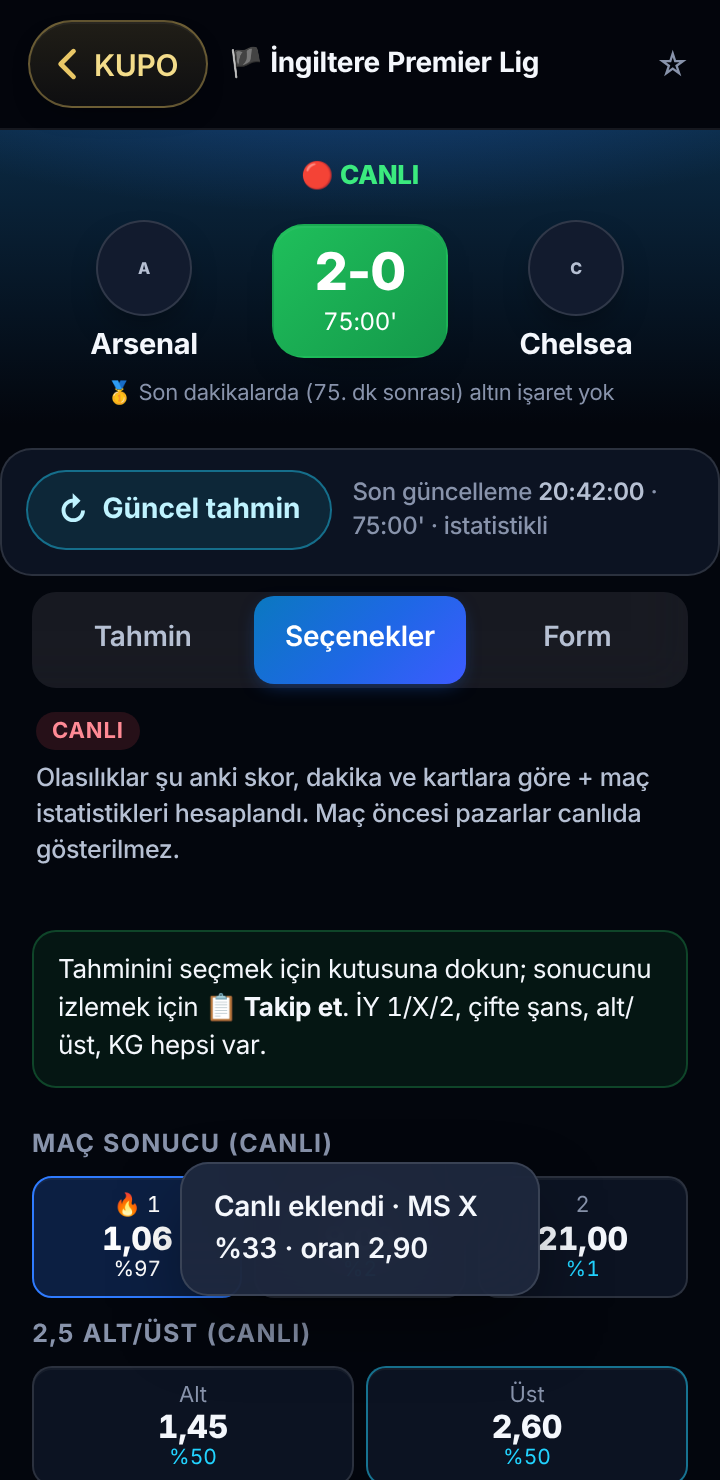 KUPO
İngiltere Premier Lig
CANLI
A
2-0
75:00'
C
Arsenal
Chelsea
Son dakikalarda (75. dk sonrası) altın işaret yok
Güncel tahmin
Son güncelleme 20:42:00 ·
75:00' · istatistikli
Tahmin
Seçenekler
Form
CANLI
Olasılıklar şu anki skor, dakika ve kartlara göre + maç
istatistikleri hesaplandı. Maç öncesi pazarlar canlıda
gösterilmez.
Tahminini seçmek için kutusuna dokun; sonucunu
izlemek için 📋 Takip et. İY 1/X/2, çifte şans, alt/
üst, KG hepsi var.
MAÇ SONUCU (CANLI)
🔥 1
1,06
%97
Canlı eklendi · MS X
%33 · oran 2,90
2
21,00
%1
2,5 ALT/ÜST (CANLI)
Alt
1,45
%50
Üst
2,60
%50